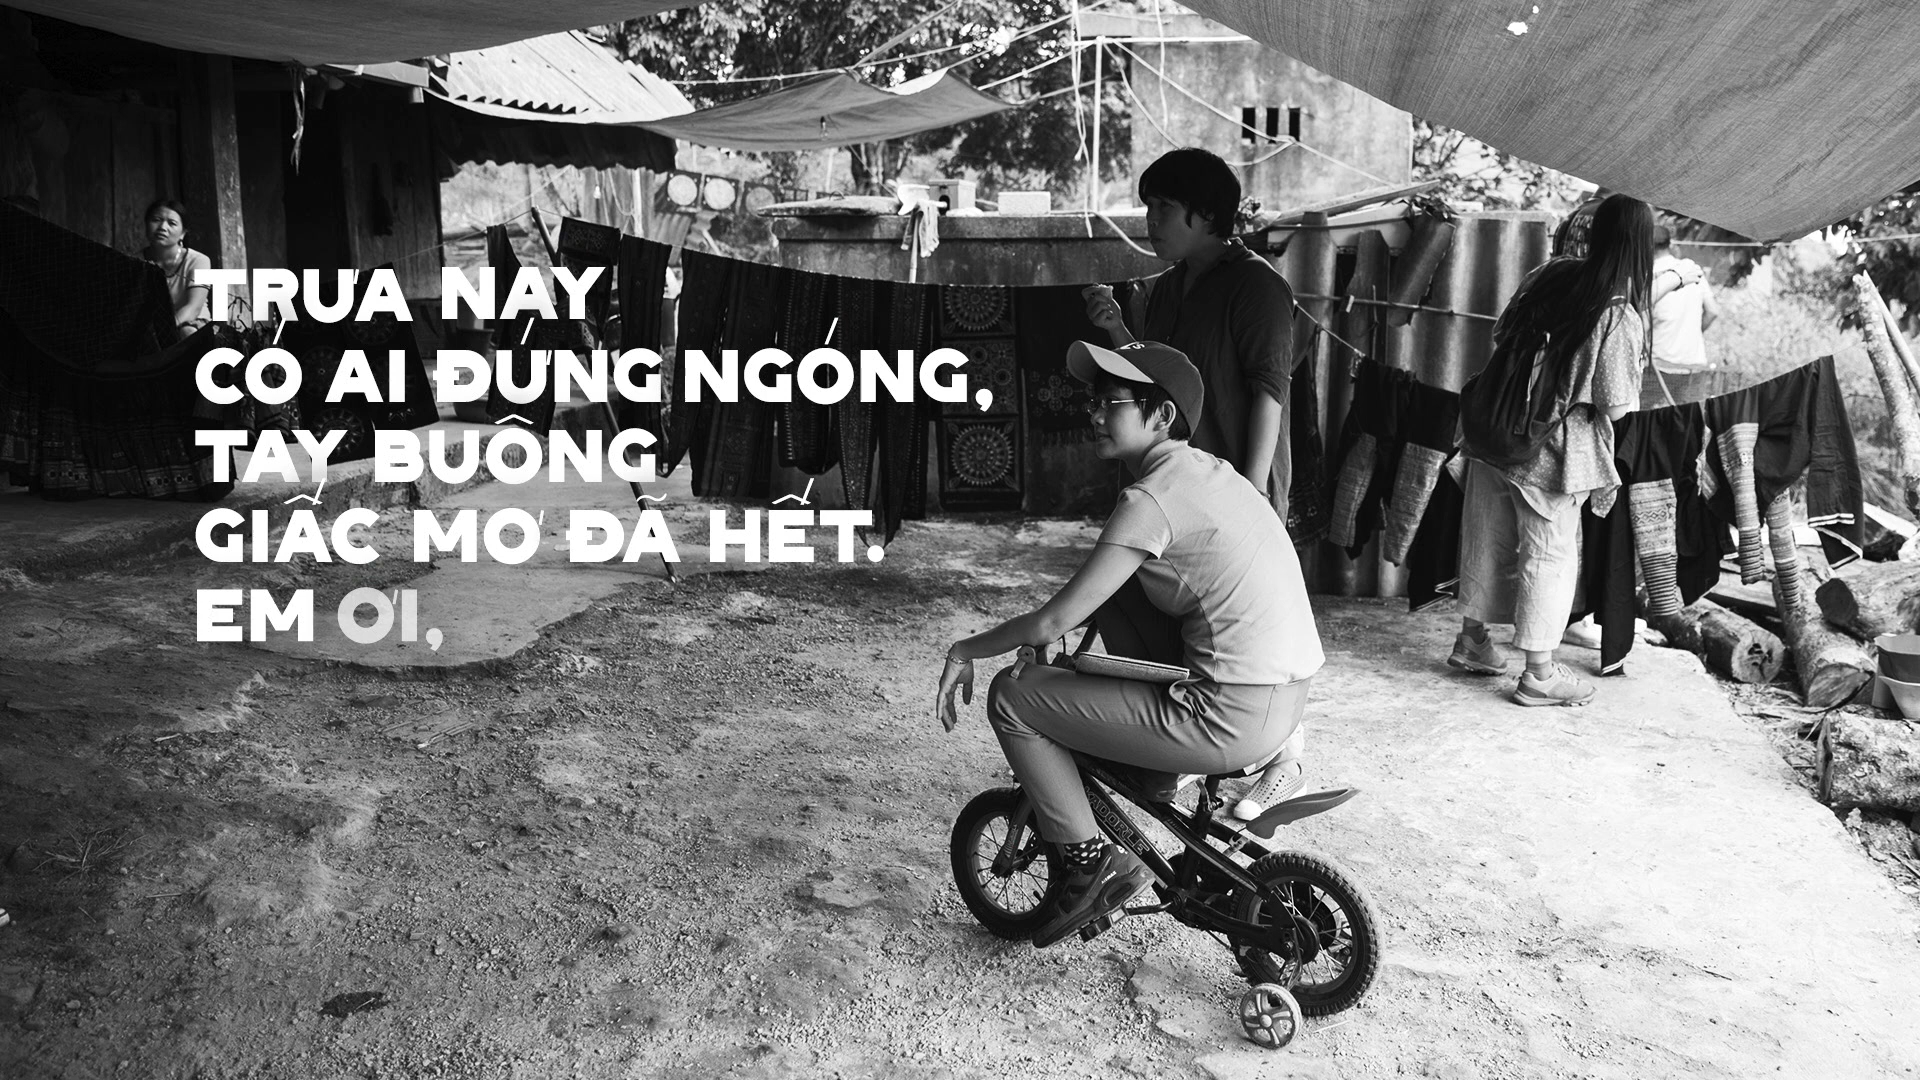 TRƯA NAY
CÓ AI ĐỨNG NGÓNG,
TAY BUÔNG
GIẤC MƠ ĐÃ HẾT.
EM ƠI,